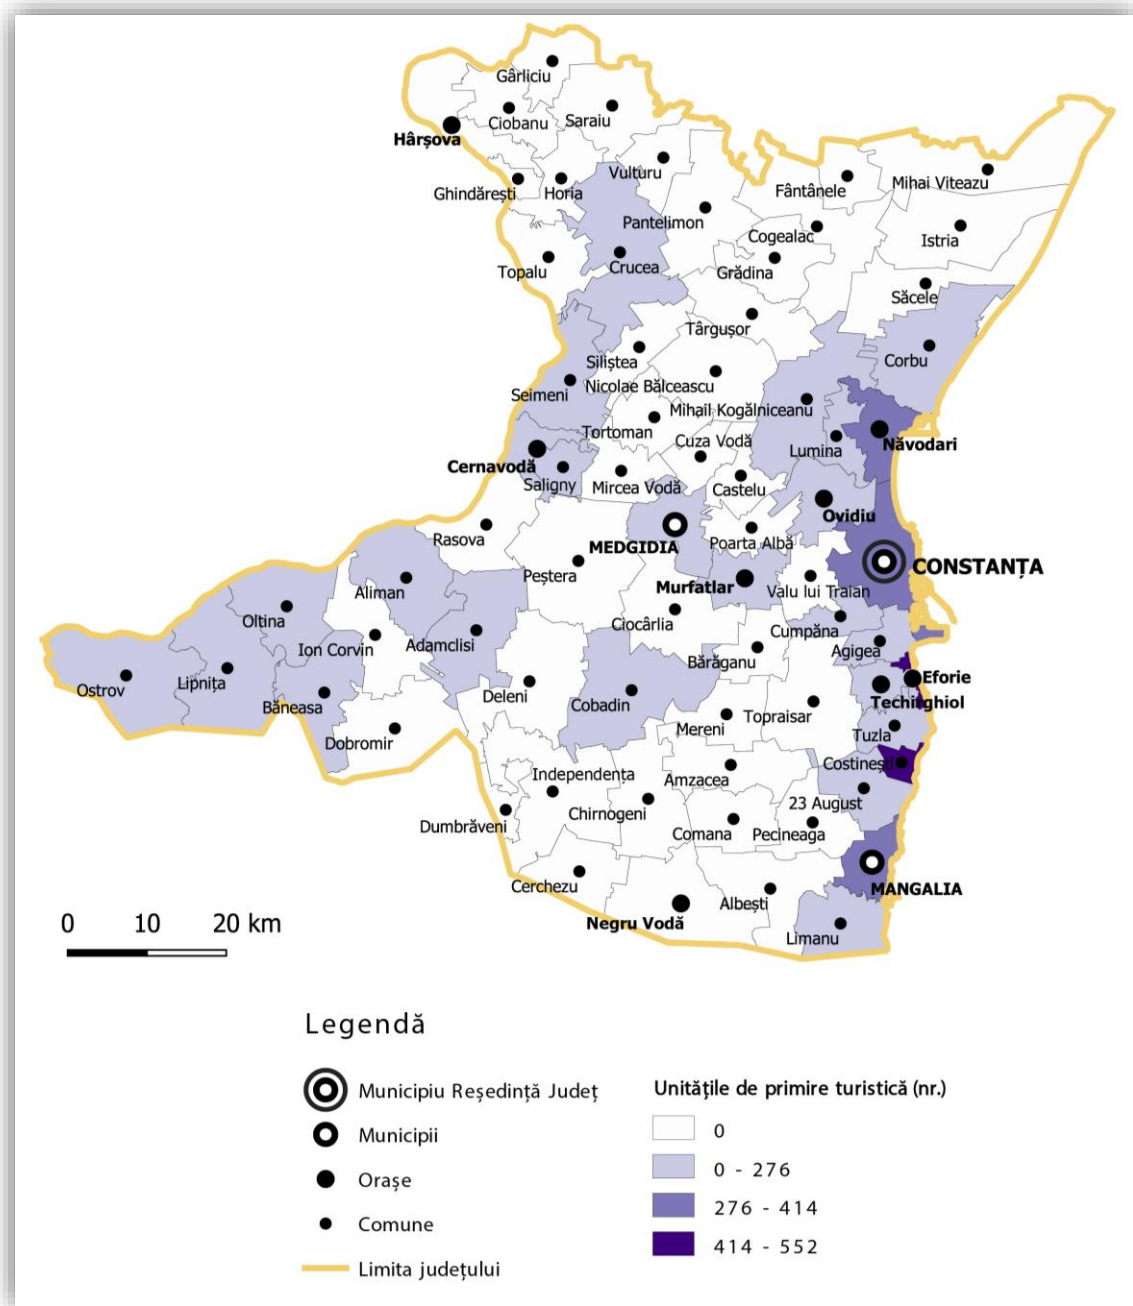 Gârliciu
Ciobanu
Saraiu
Hârșova
Vulturu
Ghindărești
Horia
Fântânele
Mihai Viteazu
Pantelimon
Cogealac
Istria
Topalu
Crucea
Grădina
Săcele
Târgușor
Siliștea
Corbu
Seimeni
Nicolae Bălceascu
Mihail Kogălniceanu
Tortoman
Cuza Vodă
Lumina
Năvodari
Cernavodă
Saligny
Mircea Vodă
Castelu
Ovidiu
Rasova
MEDGIDIA
Poarta Albă
CONSTANȚA
Peștera
Murfatlar
Valu lui Traian
Aliman
Oltina
Ciocârlia
Cumpăna
Ion Corvin
Adamclisi
Agigea
Bărăganu
Eforie
Ostrov
Lipnița
Deleni
Techirghiol
Băneasa
Cobadin
Topraisar
Mereni
Tuzla
Dobromir
Costinești
Independența
Amzacea
23 August
Chirnogeni
Dumbrăveni
Comana
Pecineaga
Cerchezu
MANGALIA
Albești
Negru Vodă
Limanu
0 10 20 km
Legendă
Municipiu Reședință Județ
Municipii
Orașe
Comune
Limita județului
Unitățile de primire turistică (nr.)
0
0 - 276
276 - 414
414 - 552